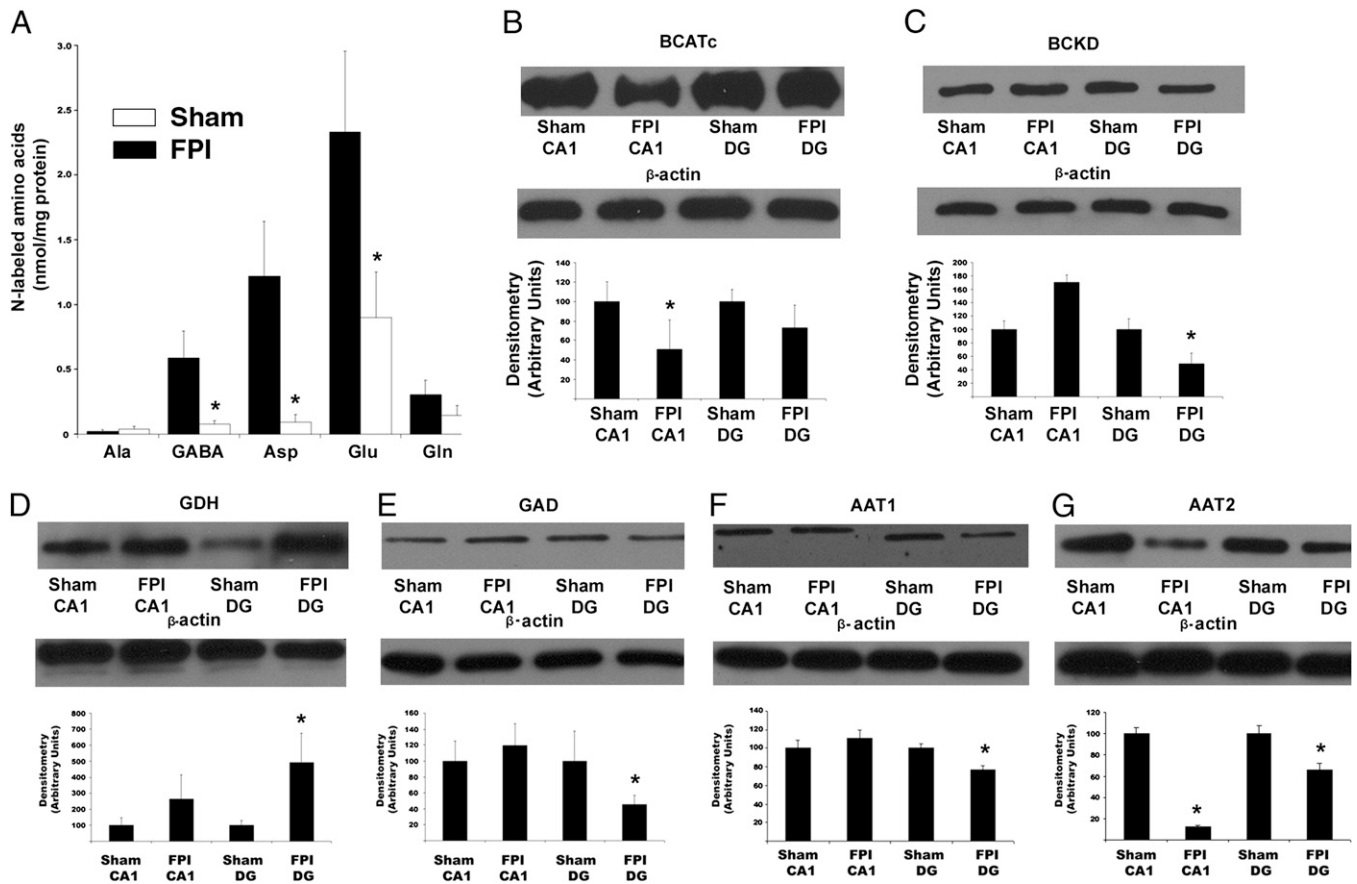 A
N-labeled amino acids
(nmol/mg protein)
3.0
2.5
2.0
1.5
1.0
0.5
0
Sham
FPI
*
*
*
Ala GABA Asp Glu Gln
B
BCATc
Sham FPI Sham FPI
CA1 CA1 DG DG
β-actin
Densitometry
(Arbitrary Units)
140
120
100
80
60
40
20
*
Sham FPI Sham FPI
CA1 CA1 DG DG
C
BCKD
Sham FPI Sham FPI
CA1 CA1 DG DG
β-actin
Densitometry
(Arbitrary Units)
200
180
160
140
120
100
80
60
40
20
*
Sham FPI Sham FPI
CA1 CA1 DG DG
D
GDH
Sham FPI Sham FPI
CA1 CA1 DG DG
β-actin
Densitometry
(Arbitrary Units)
800
700
600
500
400
300
200
100
*
Sham FPI Sham FPI
CA1 CA1 DG DG
E
GAD
Sham FPI Sham FPI
CA1 CA1 DG DG
β-actin
Densitometry
(Arbitrary Units)
160
140
120
100
80
60
40
20
*
Sham FPI Sham FPI
CA1 CA1 DG DG
F
AAT1
Sham FPI Sham FPI
CA1 CA1 DG DG
β- actin
Densitometry
(Arbitrary Units)
140
120
100
80
60
40
20
*
Sham FPI Sham FPI
CA1 CA1 DG DG
G
AAT2
Sham FPI Sham FPI
CA1 CA1 DG DG
β-actin
Densitometry
(Arbitrary Units)
120
100
80
60
40
20
*
*
Sham FPI Sham FPI
CA1 CA1 DG DG